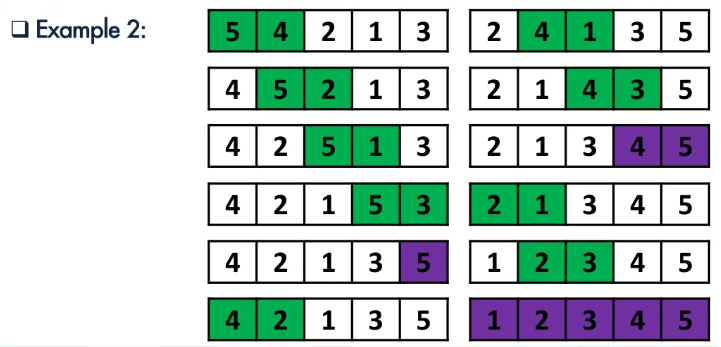 ❑ Example 2:
5 4 2 1 3
4 5 2 1 3
4 2 5 1 3
4 2 1 5 3
4 2 1 3 5
4 2 1 3 5
2 4 1 3 5
2 1 4 3 5
2 1 3 4 5
2 1 3 4 5
1 2 3 4 5
1 2 3 4 5